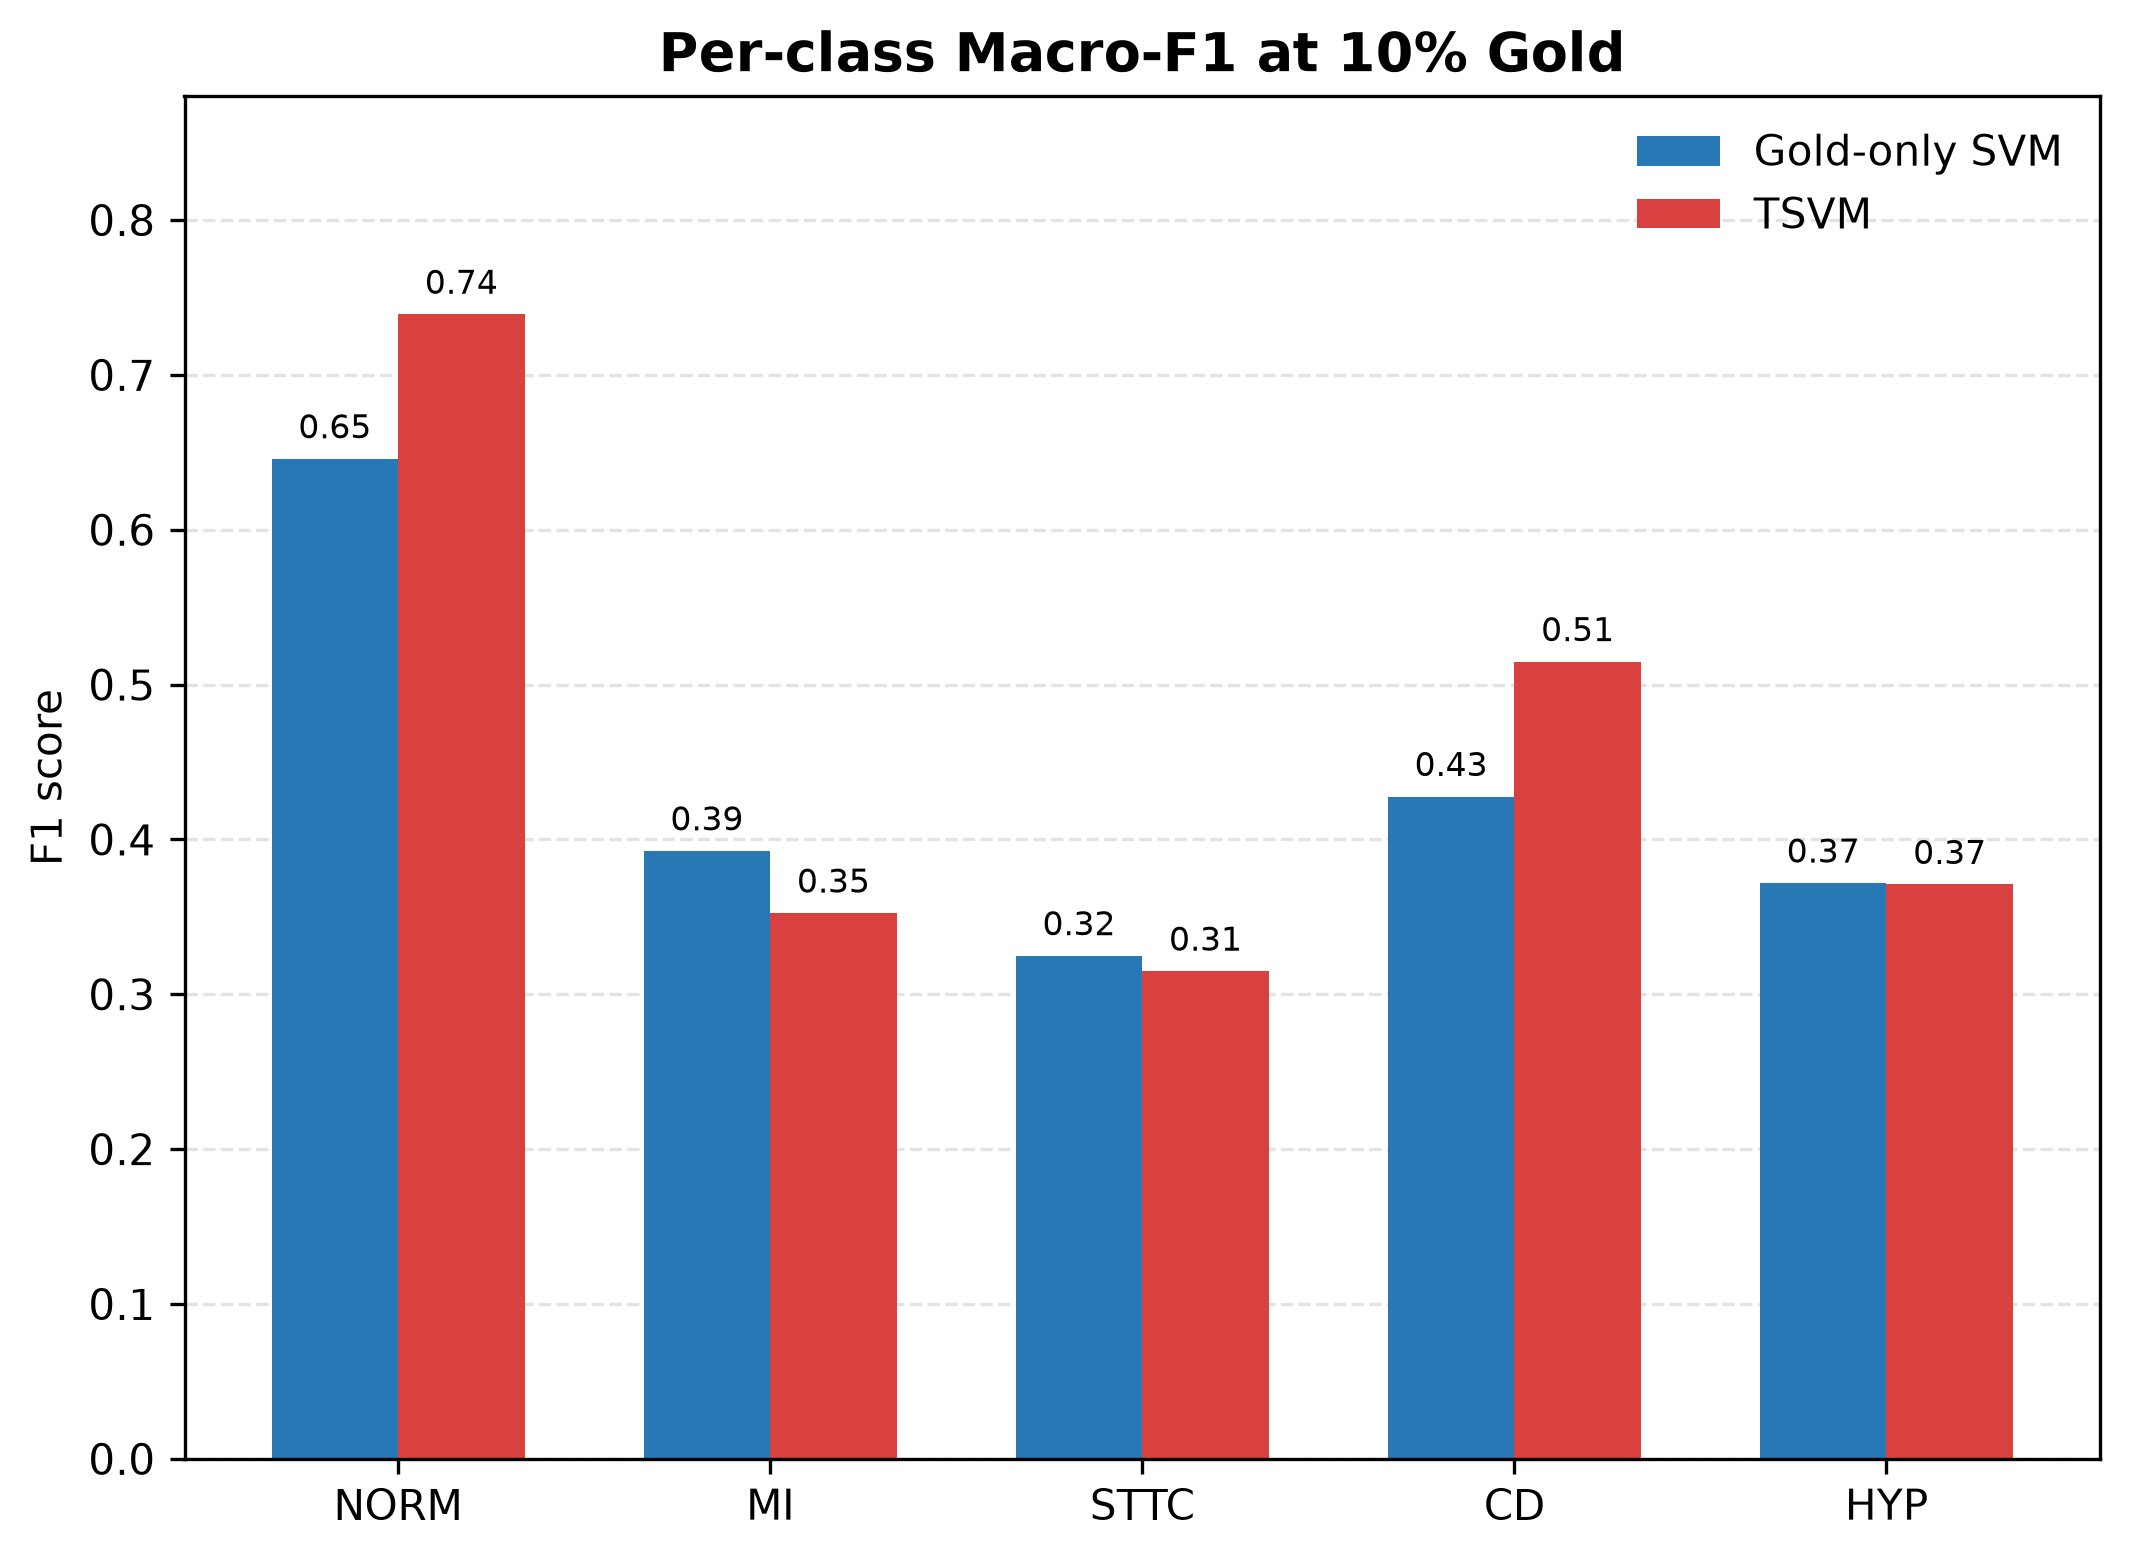 Per-class Macro-F1 at 10% Gold
Gold-only SVM
TSVM
F1 score
0.8
0.7
0.6
0.5
0.4
0.3
0.2
0.1
0.0
0.65
0.74
0.39
0.35
0.32
0.31
0.43
0.51
0.37
0.37
NORM
MI
STTC
CD
HYP